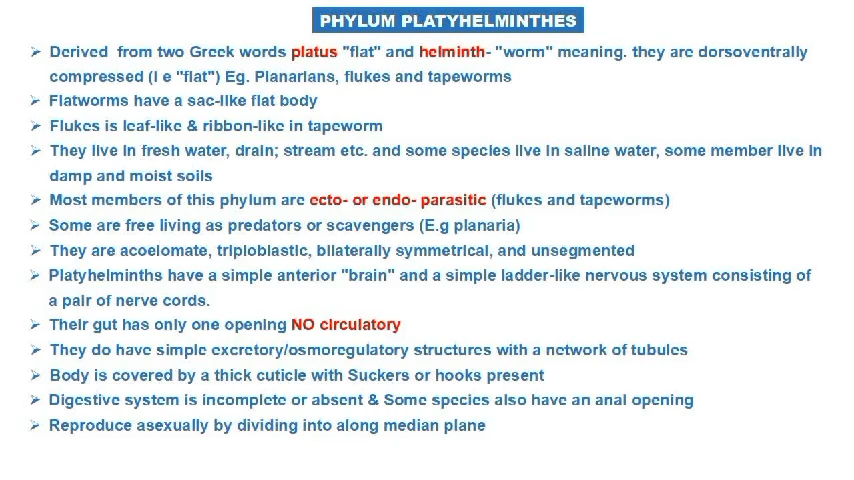 PHYLUM PLATYHELMINTHES
➢ Derived from two Greek words platus "flat" and helminth- "worm" meaning. they are dorsoventrally
compressed (i e "flat") Eg. Planarians, flukes and tapeworms
➢ Flatworms have a sac-like flat body
➢ Flukes is leaf-like & ribbon-like in tapeworm
➢ They live in fresh water, drain; stream etc. and some species live in saline water, some member live in
damp and moist soils
➢ Most members of this phylum are ecto- or endo- parasitic (flukes and tapeworms)
➢ Some are free living as predators or scavengers (E.g planaria)
➢ They are acoelomate, triploblastic, bilaterally symmetrical, and unsegmented
➢ Platyhelminths have a simple anterior "brain" and a simple ladder-like nervous system consisting of
a pair of nerve cords.
➢ Their gut has only one opening NO circulatory
➢ They do have simple excretory/osmoregulatory structures with a network of tubules
➢ Body is covered by a thick cuticle with Suckers or hooks present
➢ Digestive system is incomplete or absent & Some species also have an anal opening
➢ Reproduce asexually by dividing into along median plane